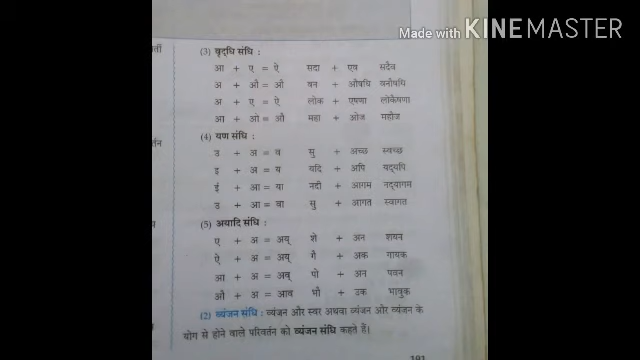 Made with KINEMASTER
(3) वृद्धि संधि :
आ + ए = ऐ सदा + एष सदैव
अ + औ = औ वन + औषधि वनौषधि
अ + ए = ऐ लोक + एषणा लोकैषणा
आ + ओ = औ महा + ओज महौज
(4) यण संधि :
उ + अ = व सु + अच्छ स्वच्छ
इ + अ = य यदि + अपि यद्यपि
ई + आ = या नदी + आगम नद्यागम
उ + आ = वा सु + आगत स्वागत
(5) अयादि संधि :
ए + अ = अय् शे + अन शयन
ऐ + अ = अय् गै + अक गायक
आ + अ = अव् पो + अन पवन
औ + अ = आव भौ + उक भावुक
(2) व्यंजन संधि : व्यंजन और स्वर अथवा व्यंजन और व्यंजन के
योग से होने वाले परिवर्तन को व्यंजन संधि कहते हैं।